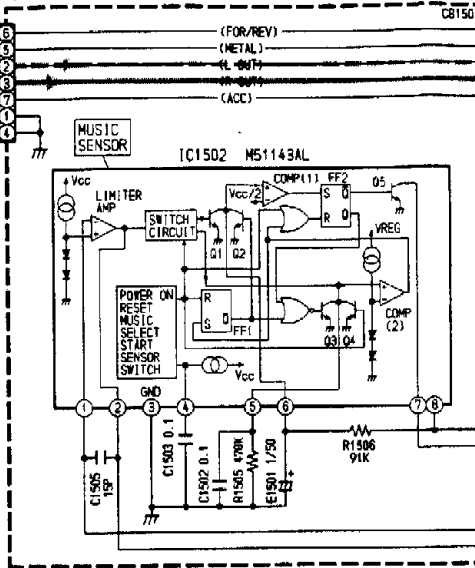 CB150
6 (FOR/REV)
5 (METAL)
2 (L OUT)
3 (R OUT)
7 (ACC)
1
4
MUSIC
SENSOR
IC1502 M51143AL
Vcc
LIMITER
AMP
SWITCH
CIRCUIT
Q1 Q2
Vcc/2
COMP(1) FF2
S Q
R Q
Q5
VREG
POWER ON
RESET
MUSIC
SELECT
START
SENSOR
SWITCH
R
S
FF1
Q3 Q4
COMP
(2)
Vcc
GND
1 2 3 4 5 6 7 8
C1505
15P
C1503 0.1
C1502 0.1
R1505 470K
E1501 1/50
+
R1506
91K